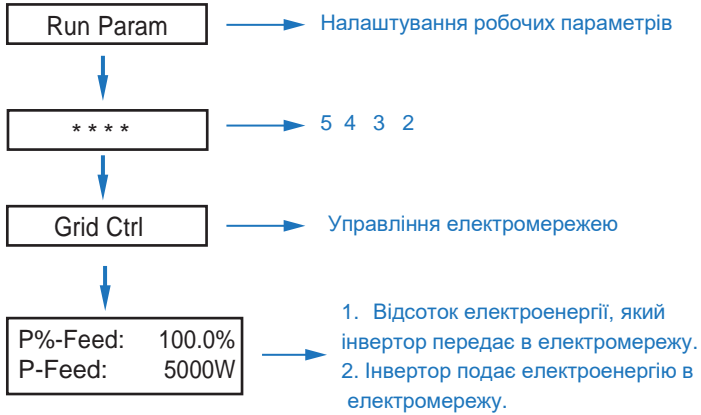 Run Param
Налаштування робочих параметрів
* * * *
5 4 3 2
Grid Ctrl
Управління електромережею
P%-Feed: 100.0%
P-Feed: 5000W
1. Відсоток електроенергії, який
інвертор передає в електромережу.
2. Інвертор подає електроенергію в
електромережу.